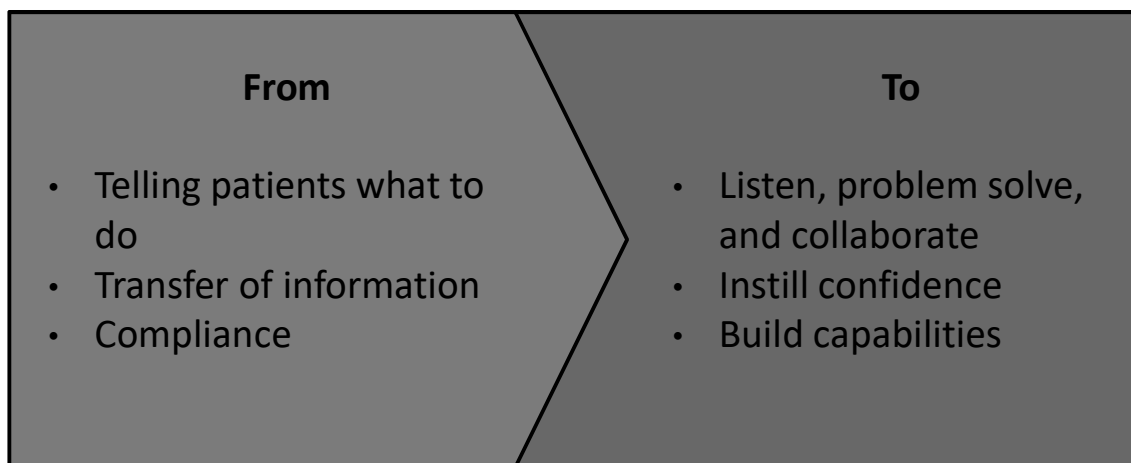 From
• Telling patients what to
do
• Transfer of information
• Compliance
To
• Listen, problem solve,
and collaborate
• Instill confidence
• Build capabilities